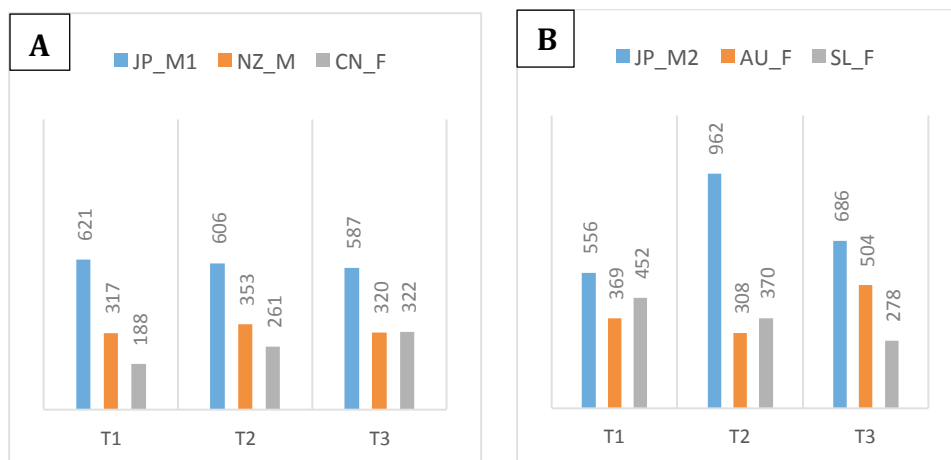 A
JP_M1 NZ_M CN_F
621 317 188 606 353 261 587 320 322
T1 T2 T3
B
JP_M2 AU_F SL_F
556 369 452 962 308 370 686 504 278
T1 T2 T3